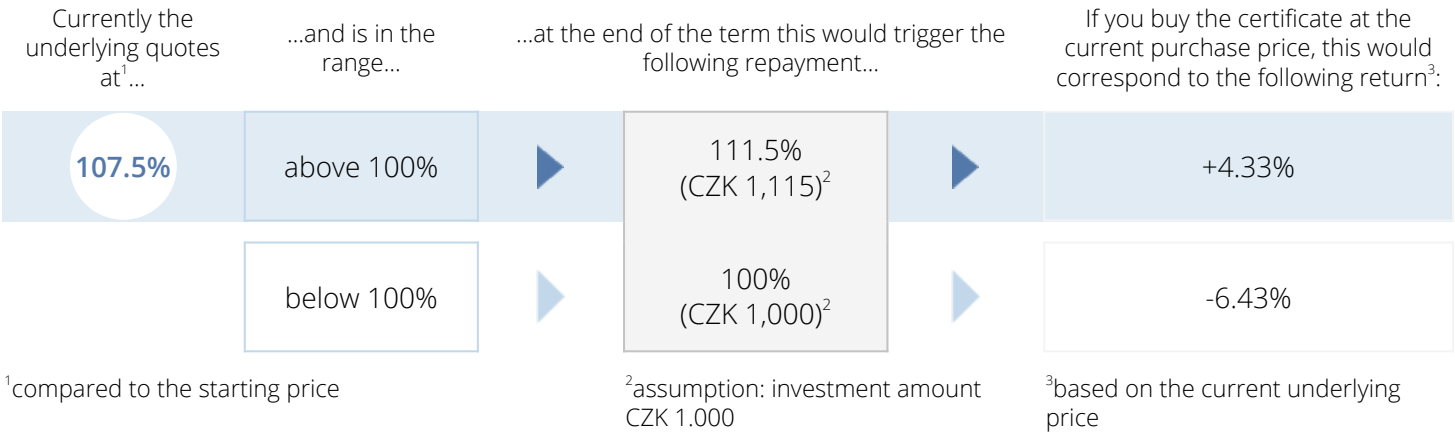 Currently the
underlying quotes
at¹...
...and is in the
range...
...at the end of the term this would trigger the
following repayment...
If you buy the certificate at the
current purchase price, this would
correspond to the following return³:
107.5%
above 100%
111.5%
(CZK 1,115)²
+4.33%
below 100%
100%
(CZK 1,000)²
-6.43%
¹compared to the starting price
²assumption: investment amount
CZK 1.000
³based on the current underlying
price